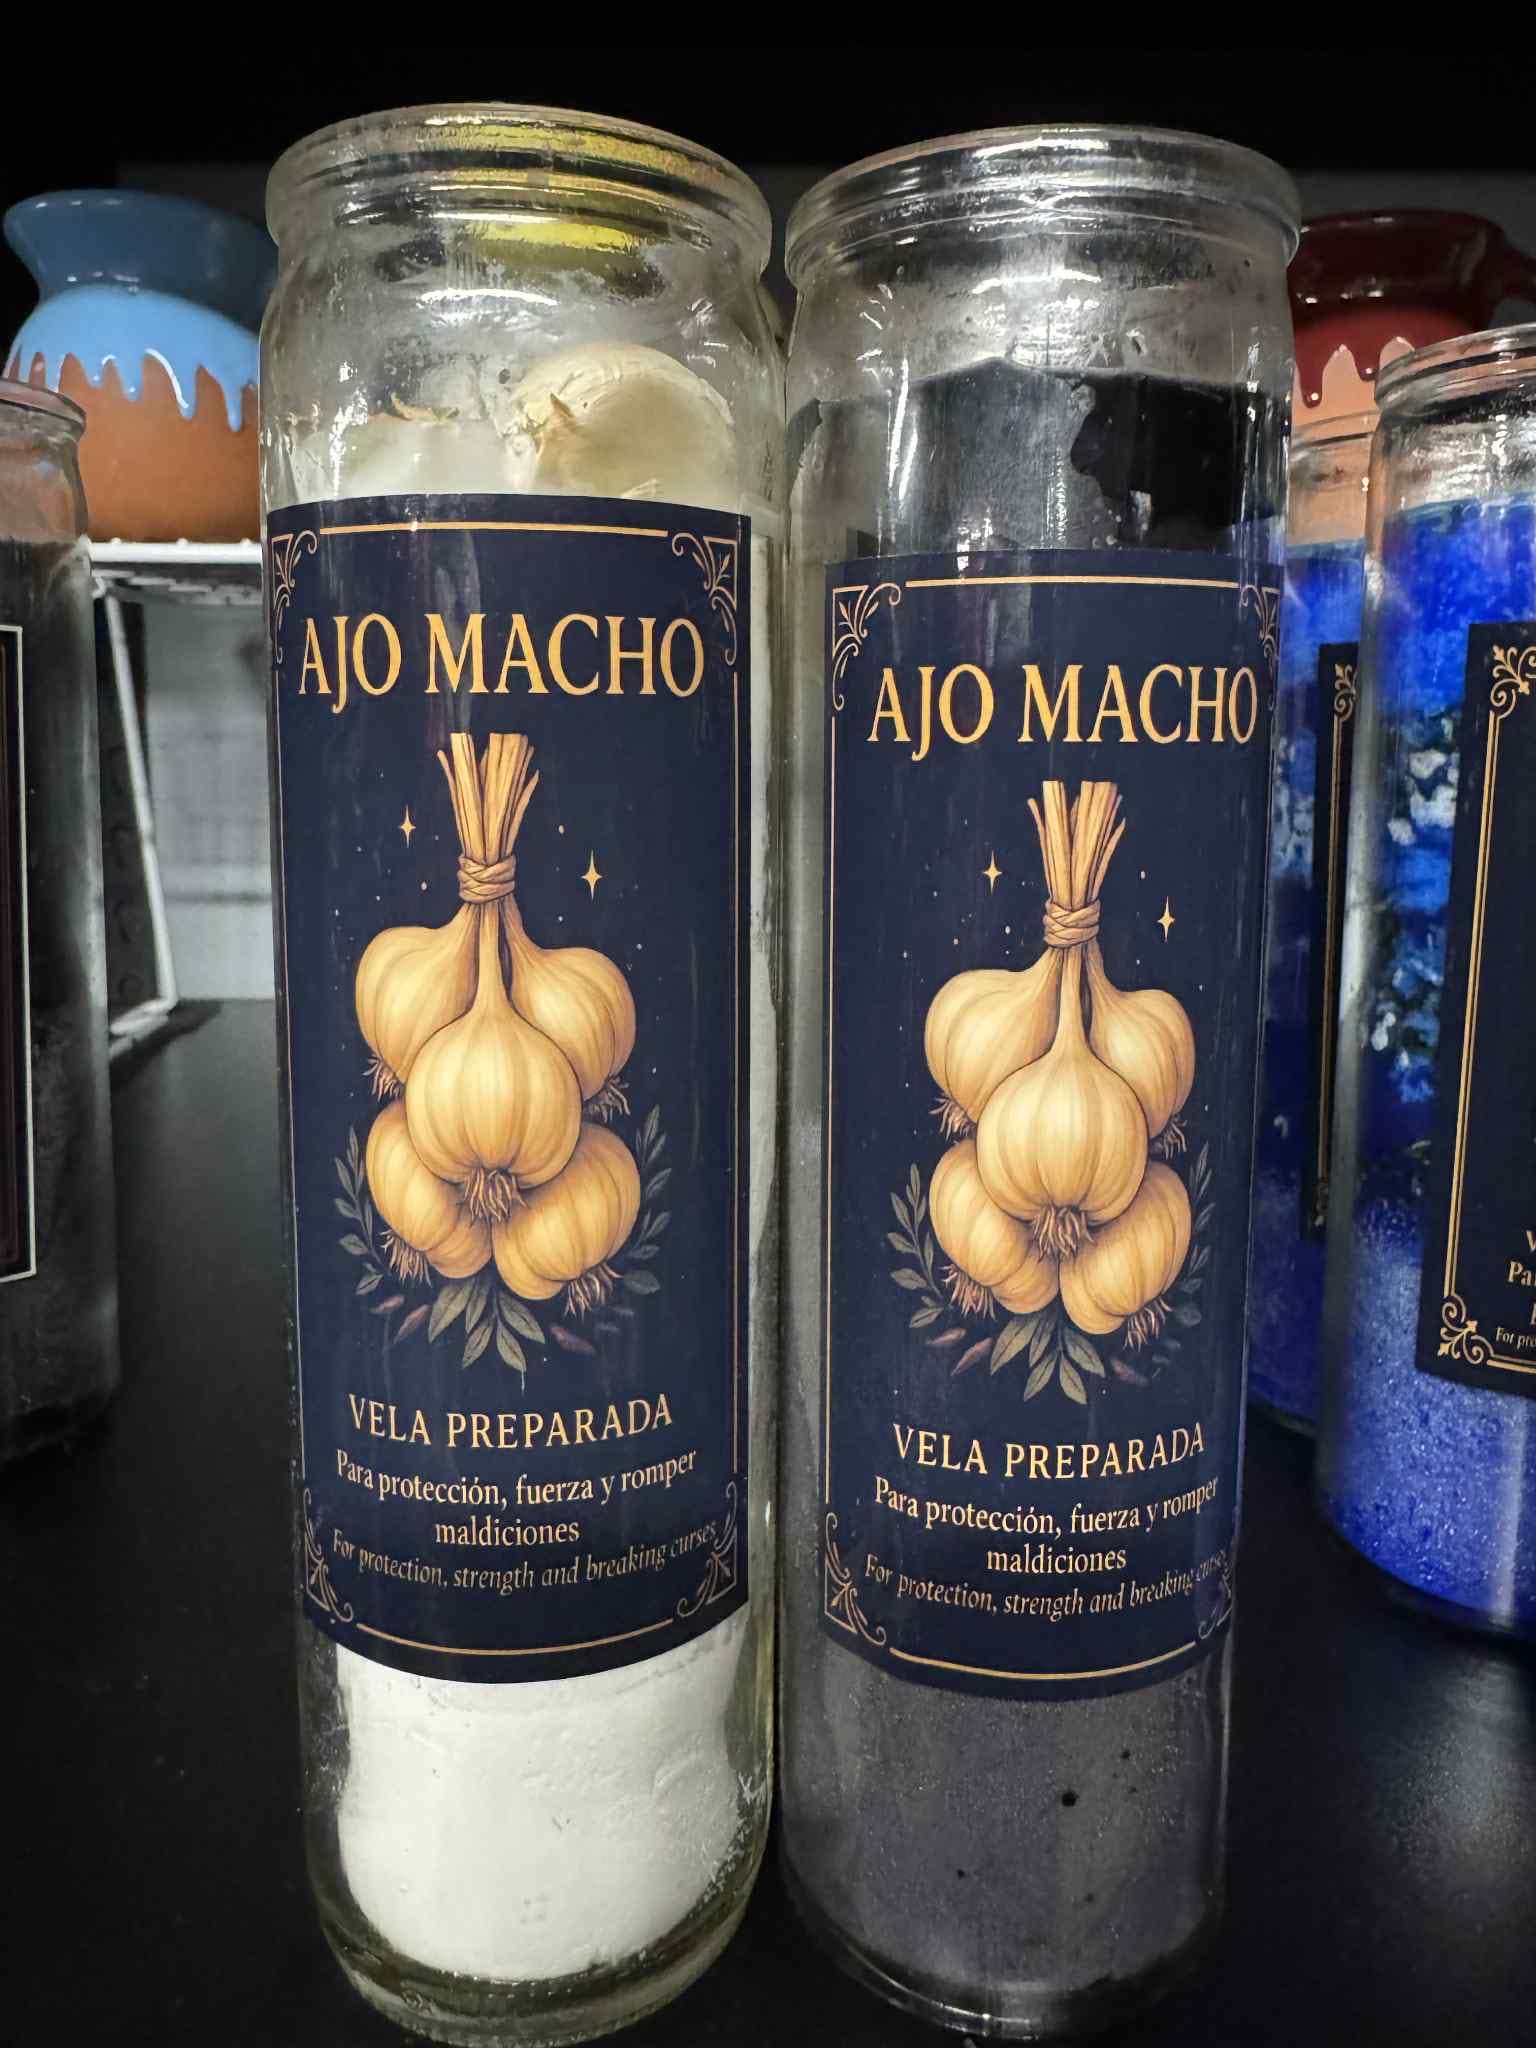 AJO MACHO
VELA PREPARADA
Para protección, fuerza y romper
maldiciones
For protection, strength and breaking curses
AJO MACHO
VELA PREPARADA
Para protección, fuerza y romper
maldiciones
For protection, strength and breaking curses